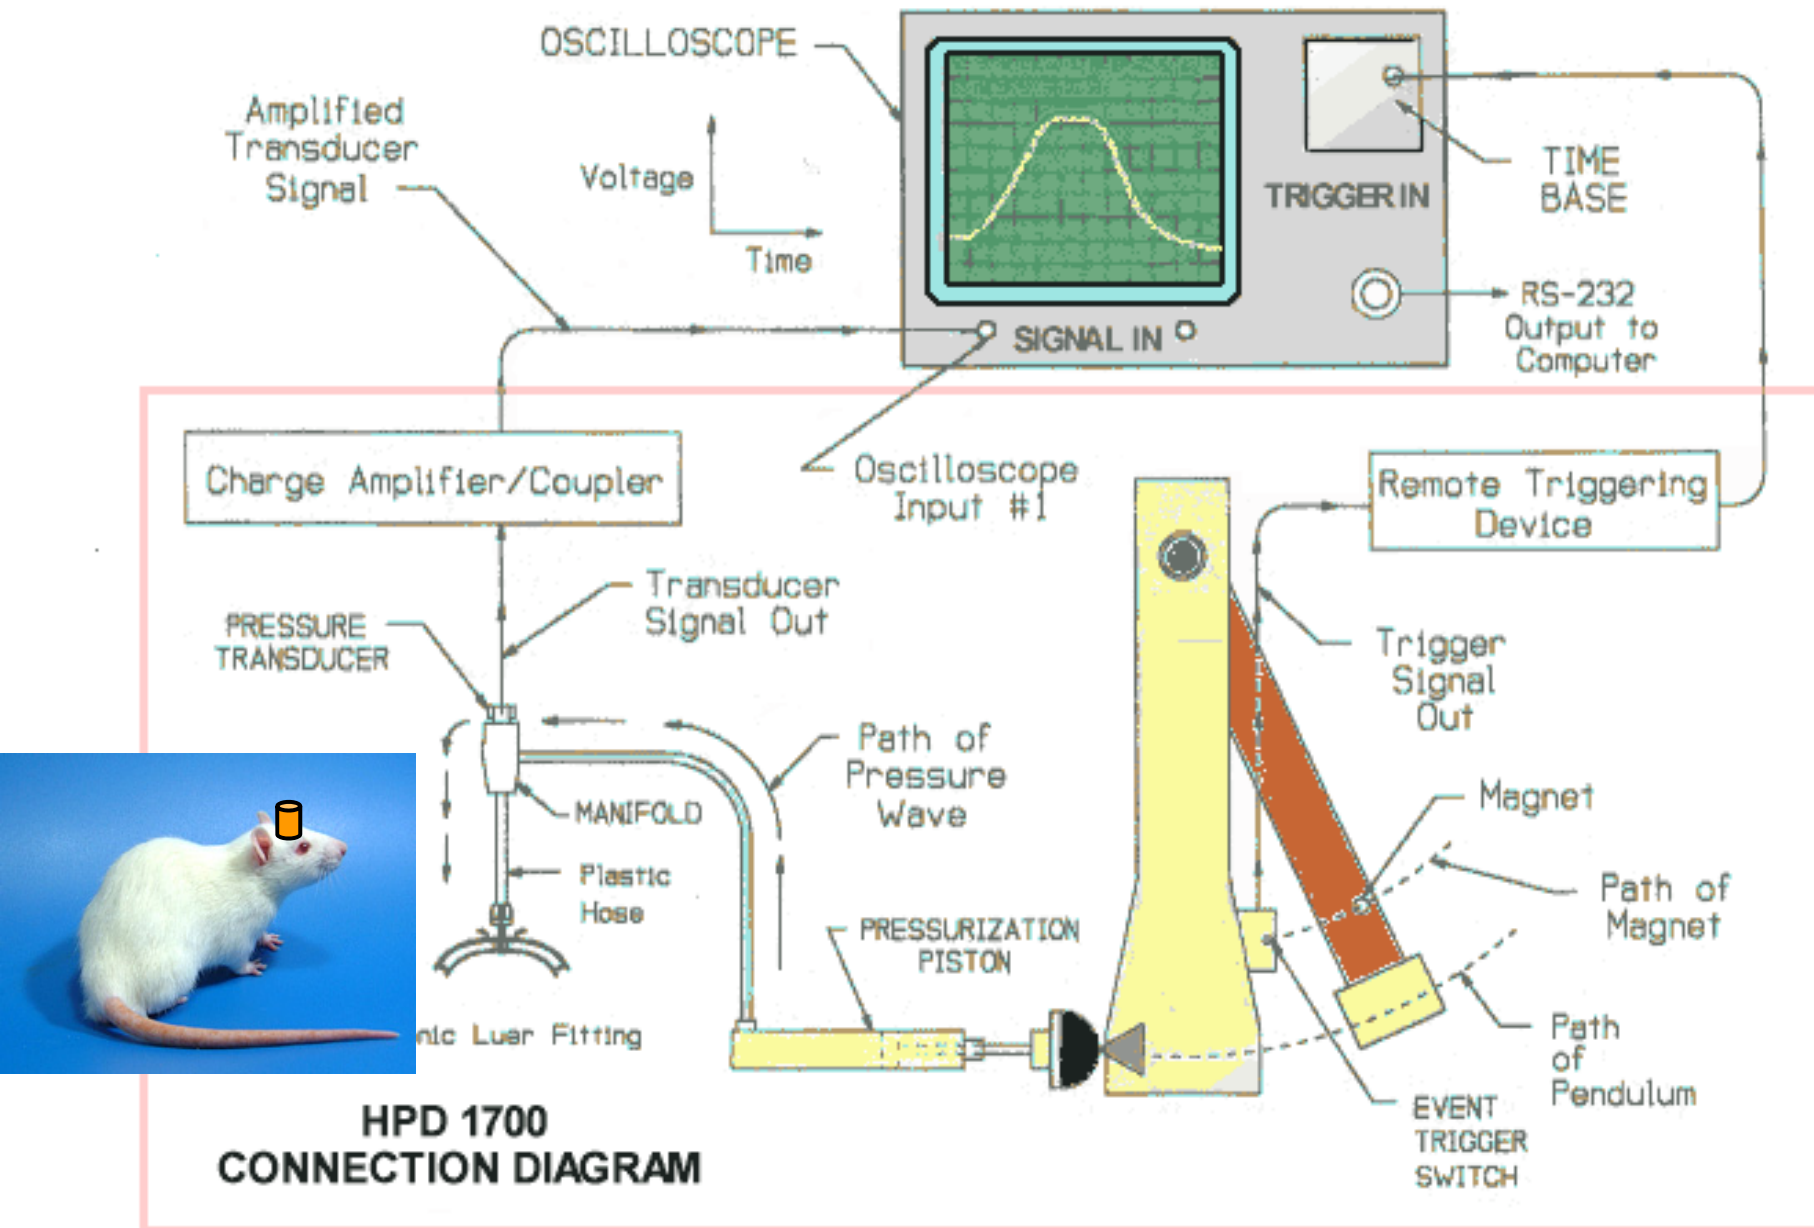 OSCILLOSCOPE
Amplified
Transducer
Signal
Voltage
Time
TRIGGER IN
TIME
BASE
RS-232
Output to
Computer
SIGNAL IN
Charge Amplifier/Coupler
Oscilloscope
Input #1
Remote Triggering
Device
Transducer
Signal Out
PRESSURE
TRANSDUCER
Trigger
Signal
Out
Path of
Pressure
Wave
MANIFOLD
Magnet
Plastic
Hose
Path of
Magnet
PRESSURIZATION
PISTON
Luer Fitting
Path
of
Pendulum
EVENT
TRIGGER
SWITCH
HPD 1700
CONNECTION DIAGRAM